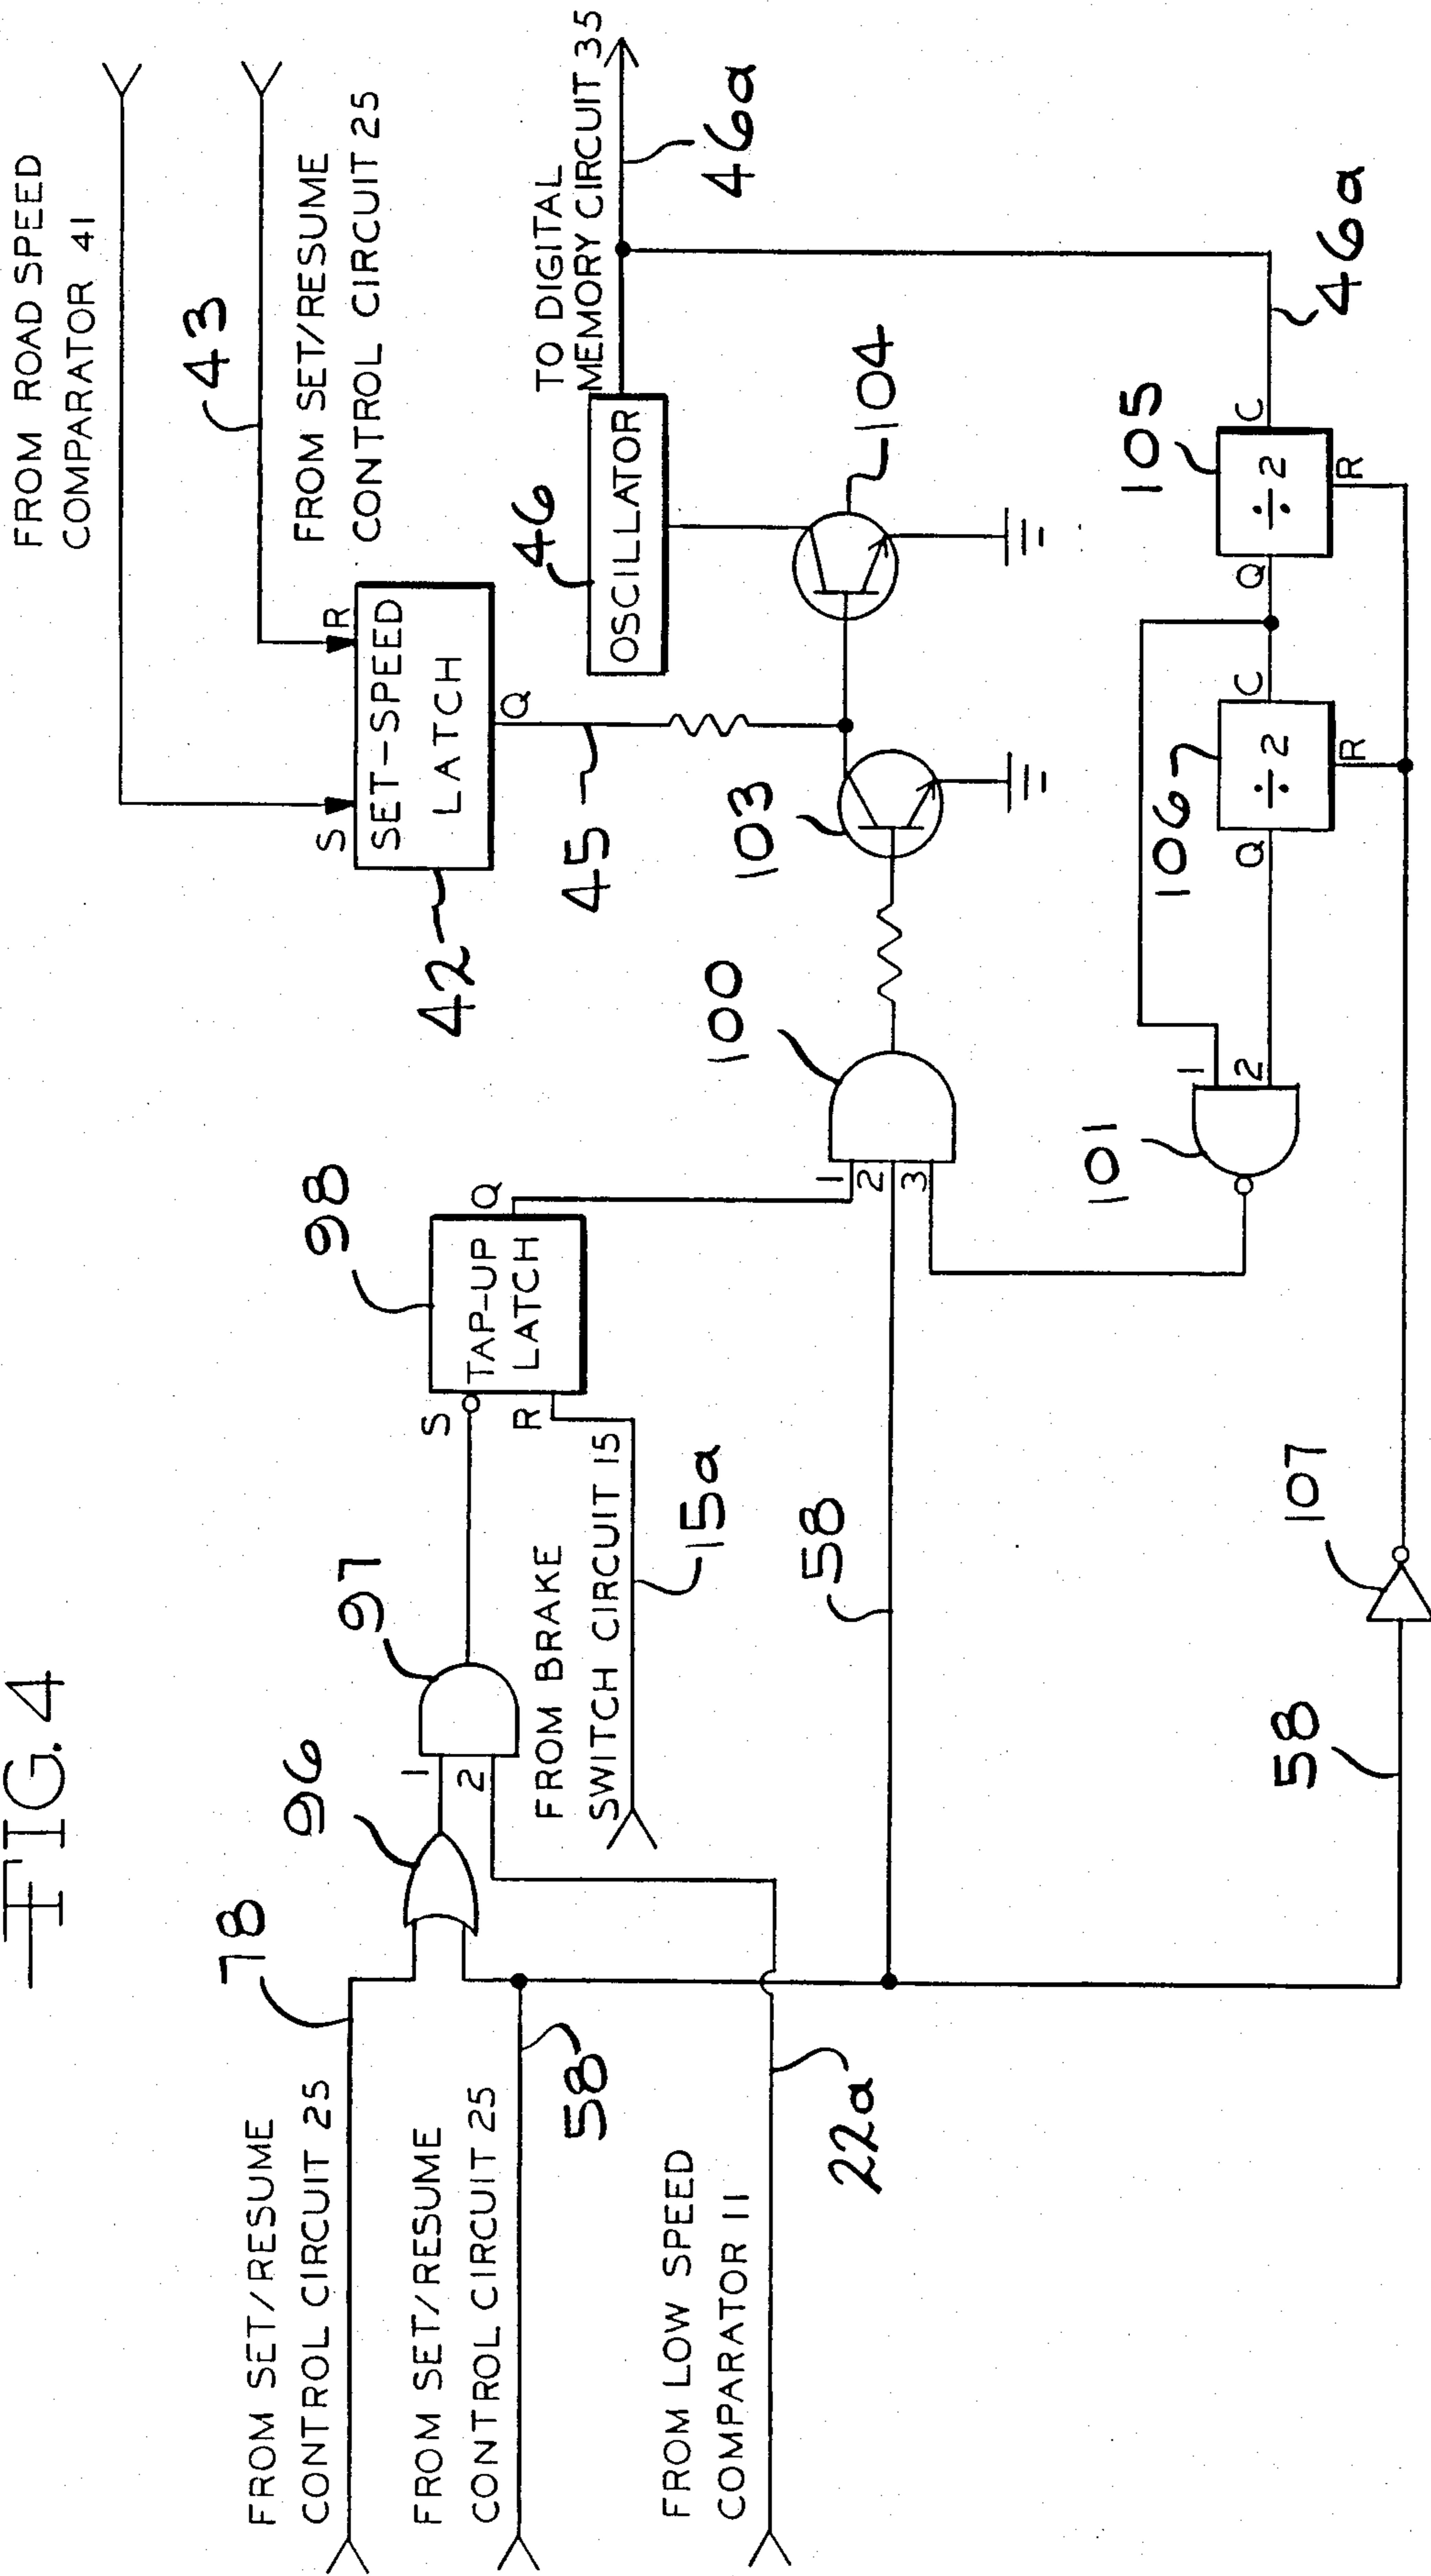 FIG. 4
FROM SET/RESUME
CONTROL CIRCUIT 25
78
FROM SET/RESUME
CONTROL CIRCUIT 25
58
FROM LOW SPEED
COMPARATOR 11
22a
96
1
2
97
FROM BRAKE
SWITCH CIRCUIT 15
15a
S
R
TAP-UP
LATCH
Q
98
58
58
107
1
2
3
100
101
1
2
FROM ROAD SPEED
COMPARATOR 41
43
FROM SET/RESUME
CONTROL CIRCUIT 25
S
R
SET-SPEED
LATCH
Q
42
45
46
OSCILLATOR
TO DIGITAL
MEMORY CIRCUIT 35
46a
103
104
106
Q
÷2
C
R
105
Q
÷2
C
R
46a